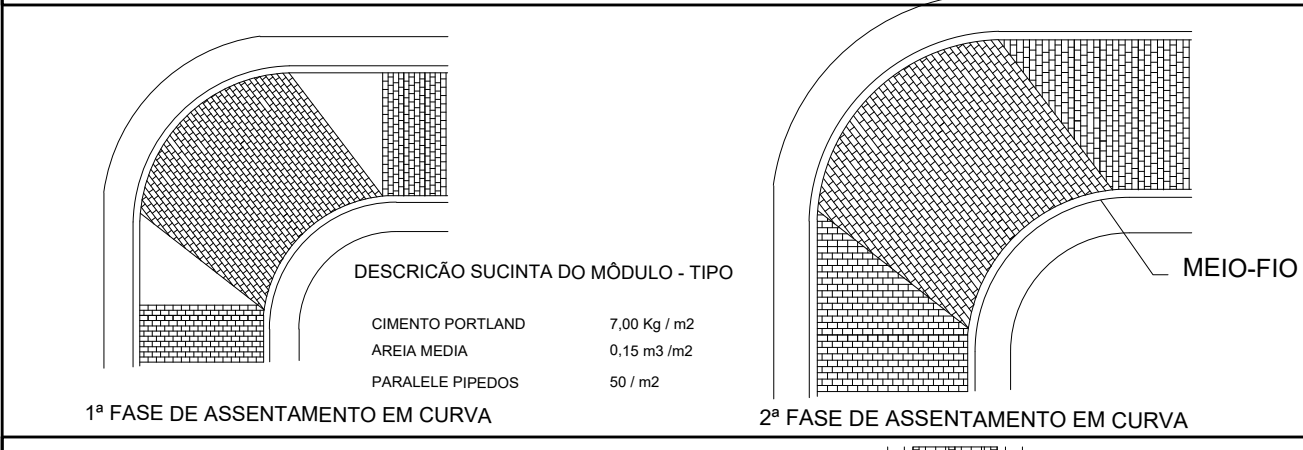 DESCRICÃO SUCINTA DO MÔDULO - TIPO
CIMENTO PORTLAND 7,00 Kg / m2
AREIA MEDIA 0,15 m3 /m2
PARALELE PIPEDOS 50 / m2
1ª FASE DE ASSENTAMENTO EM CURVA
MEIO-FIO
2ª FASE DE ASSENTAMENTO EM CURVA